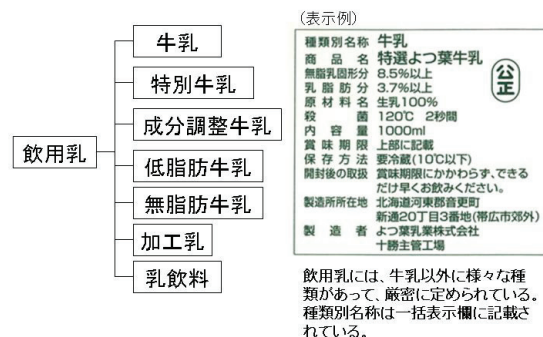 飲用乳
牛乳
特別牛乳
成分調整牛乳
低脂肪牛乳
無脂肪牛乳
加工乳
乳飲料
(表示例)
種類別名称 牛乳
商品名 特選よつ葉牛乳
無脂乳固形分 8.5%以上
乳脂肪分 3.7%以上
原材料名 生乳100%
殺菌 120℃ 2秒間
内容量 1000ml
賞味期限 上部に記載
保存方法 要冷蔵(10℃以下)
開封後の取扱 賞味期限にかかわらず、できる
だけ早くお飲みください。
製造所所在地 北海道河東郡音更町
新通20丁目3番地(帯広市郊外)
製造者 よつ葉乳業株式会社
十勝主管工場
公正
飲用乳には、牛乳以外に様々な種
類があって、厳密に定められている。
種類別名称は一括表示欄に記載さ
れている。